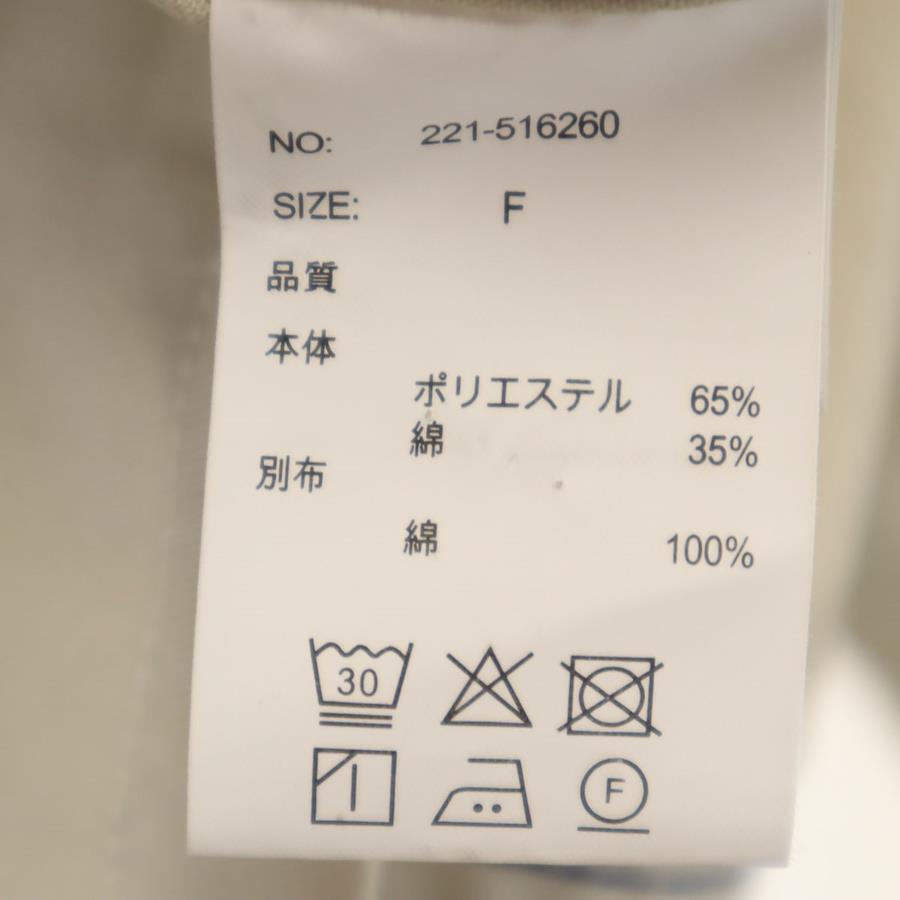 NO: 221-516260
SIZE: F
品質
本体
ポリエステル 65%
綿 35%
別布
綿 100%
30
F